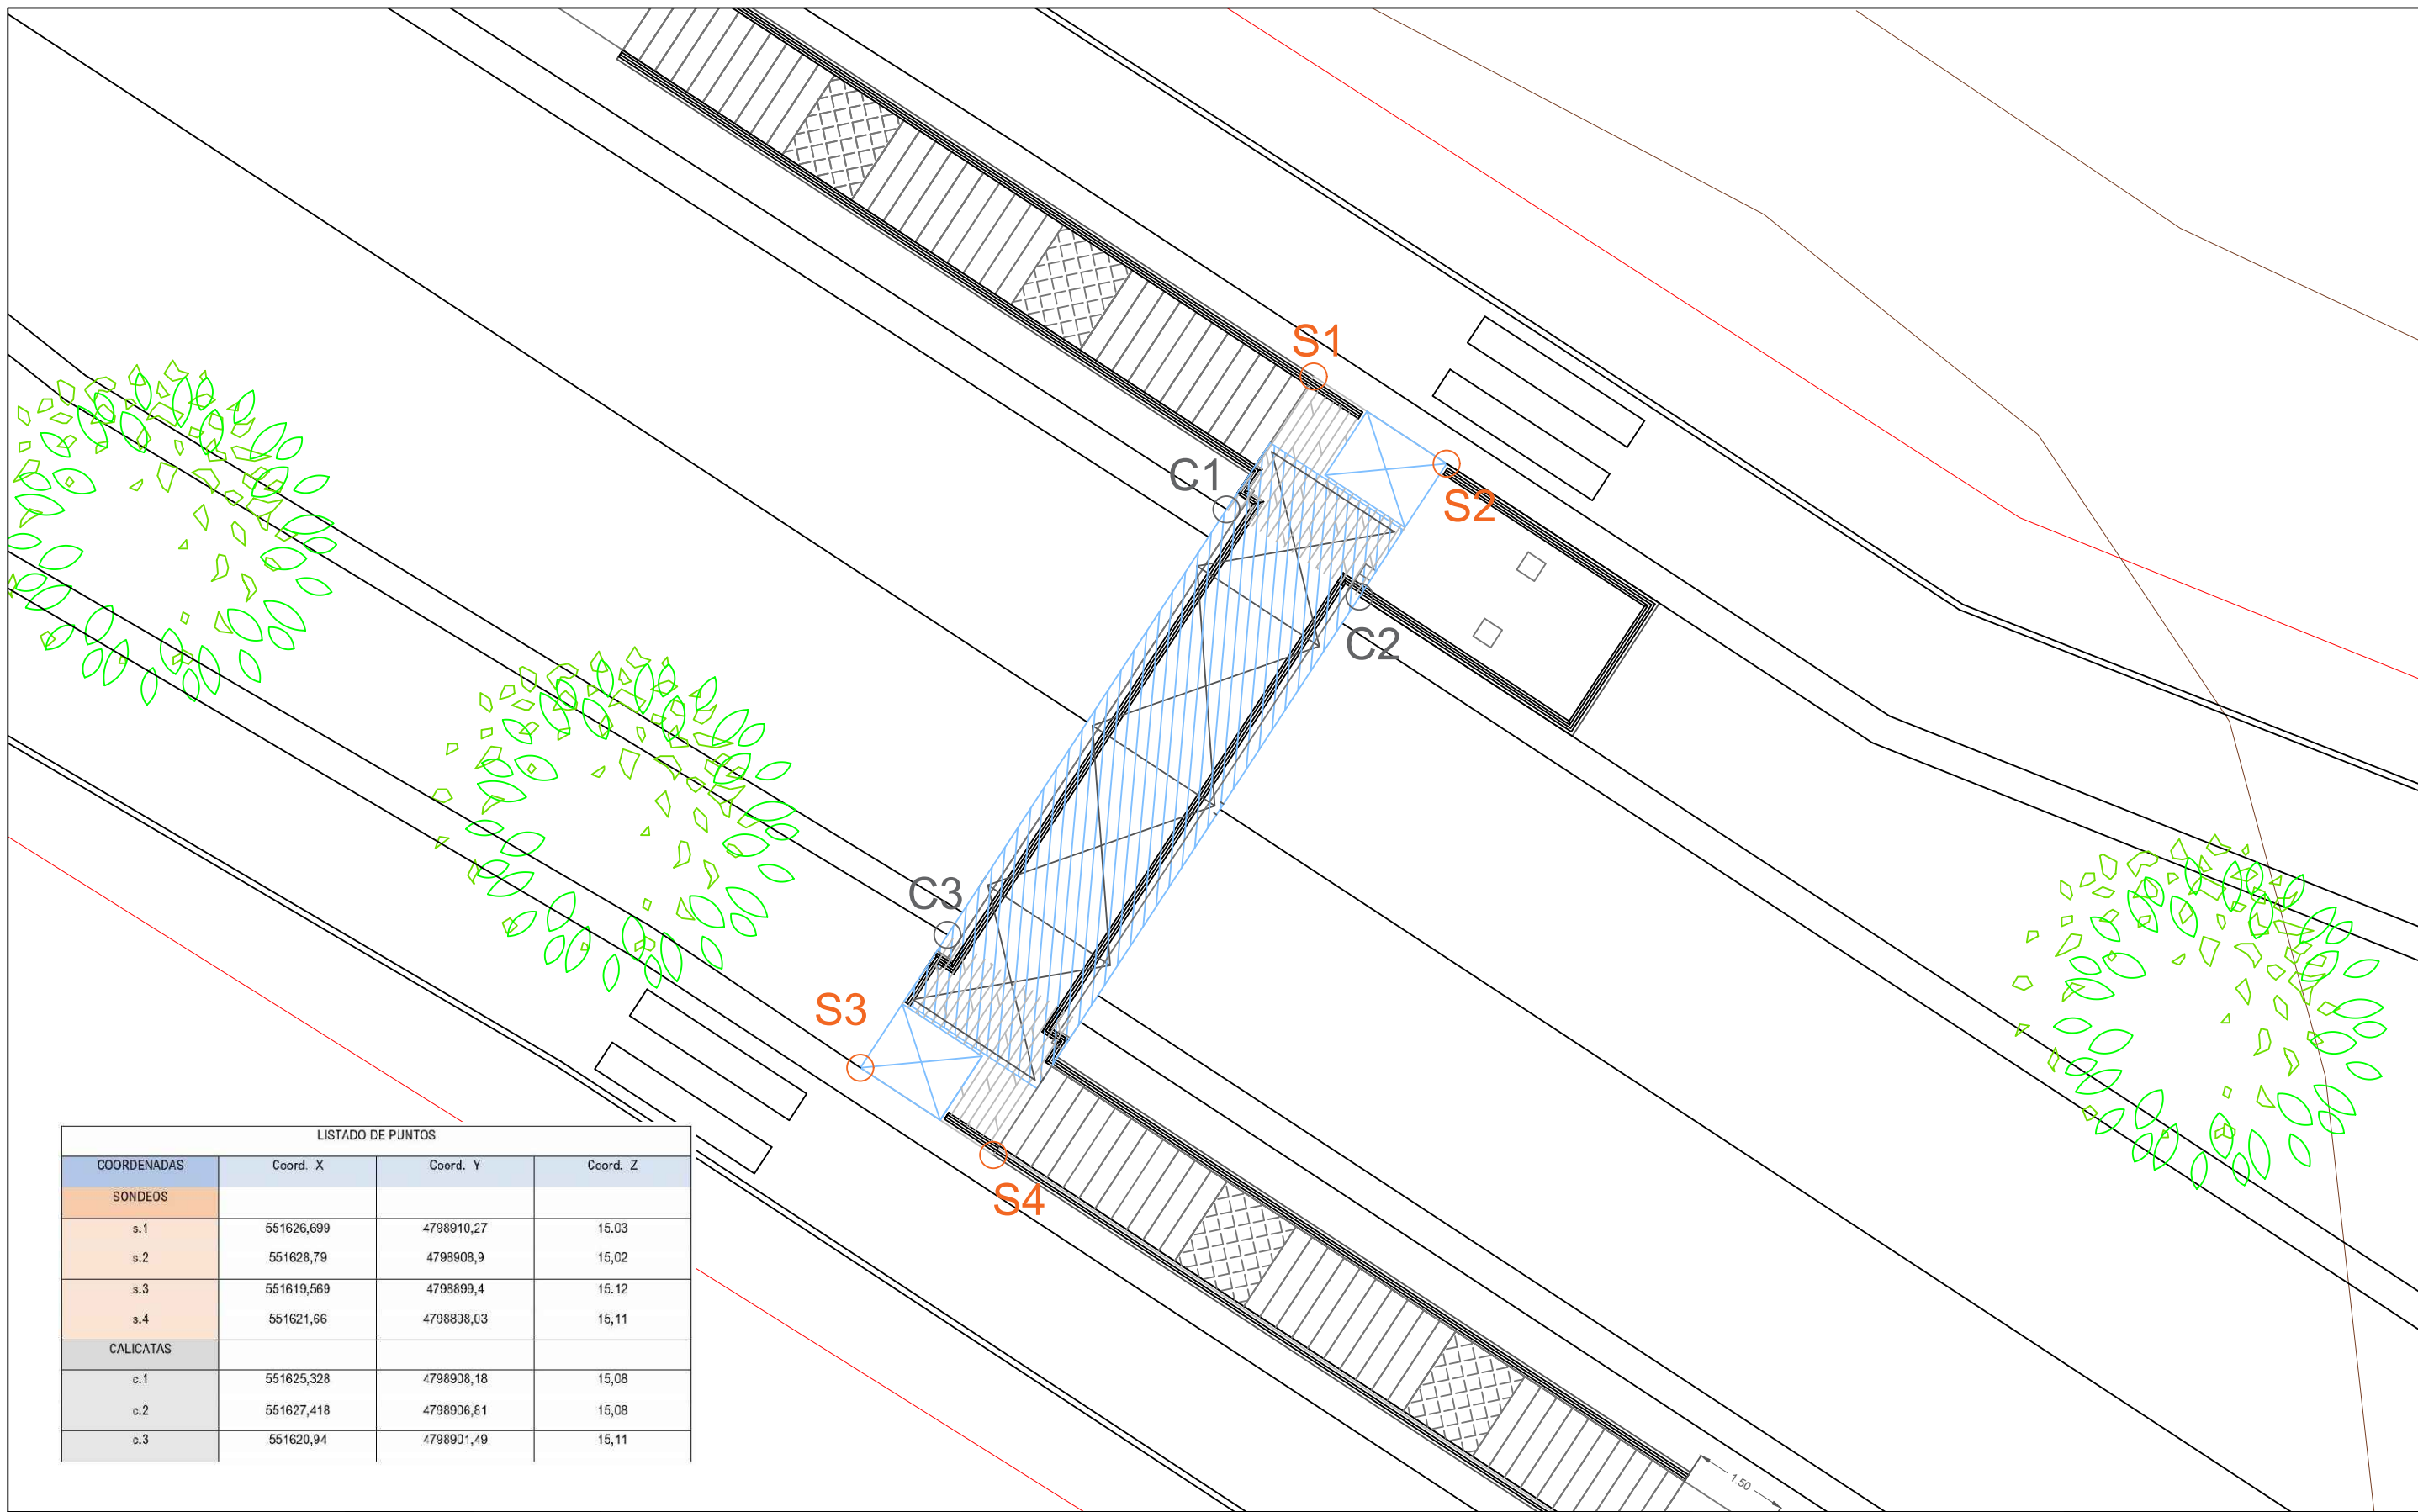 S1
C1
S2
C2
C3
S3
S4
LISTADO DE PUNTOS
COORDENADAS Coord. X Coord. Y Coord. Z
SONDEOS
s.1 551626,699 4798910,27 15.03
s.2 551628,79 4798908,9 15,02
s.3 551619,569 4798899,4 15.12
s.4 551621,66 4798898,03 15,11
CALICATAS
c.1 551625,328 4798908,18 15,08
c.2 551627,418 4798906,81 15,08
c.3 551620,94 4798901,49 15,11
1.50